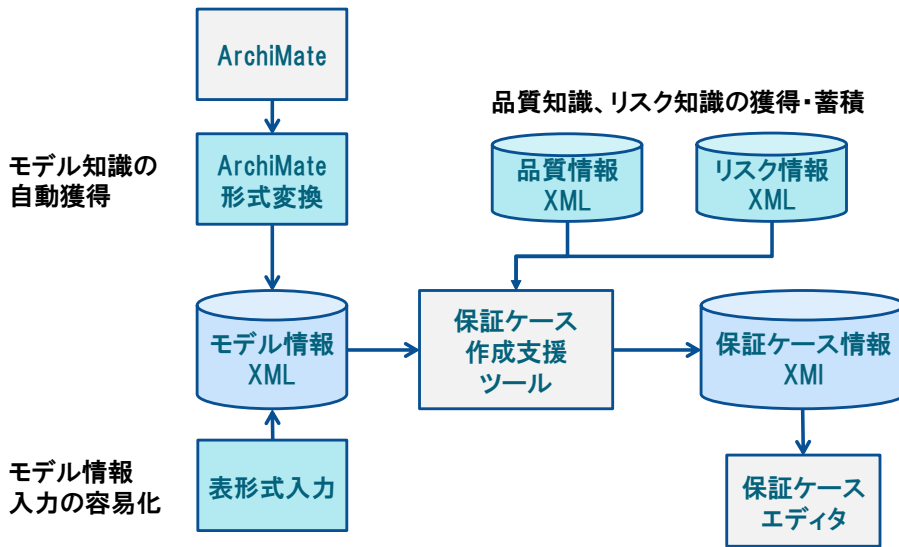 ArchiMate
品質知識、リスク知識の獲得・蓄積
モデル知識の
自動獲得
ArchiMate
形式変換
品質情報
XML
リスク情報
XML
モデル情報
XML
保証ケース
作成支援
ツール
保証ケース情報
XMI
モデル情報
入力の容易化
表形式入力
保証ケース
エディタ